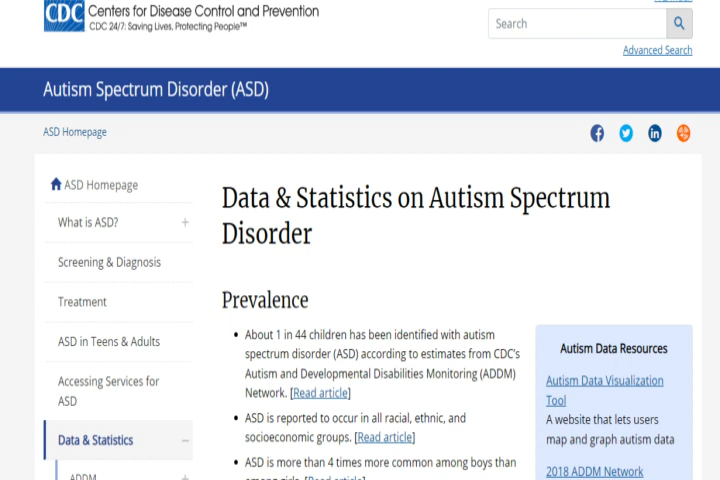 CDC
Centers for Disease Control and Prevention
CDC 24/7: Saving Lives, Protecting People™
Search
Advanced Search
Autism Spectrum Disorder (ASD)
ASD Homepage
ASD Homepage
What is ASD?
Screening & Diagnosis
Treatment
ASD in Teens & Adults
Accessing Services for
ASD
Data & Statistics
ADDM
Data & Statistics on Autism Spectrum
Disorder
Prevalence
About 1 in 44 children has been identified with autism
spectrum disorder (ASD) according to estimates from CDC's
Autism and Developmental Disabilities Monitoring (ADDM)
Network. [Read article]
ASD is reported to occur in all racial, ethnic, and
socioeconomic groups. [Read article]
ASD is more than 4 times more common among boys than
among girls. [Read article]
Autism Data Resources
Autism Data Visualization
Tool
A website that lets users
map and graph autism data
2018 ADDM Network